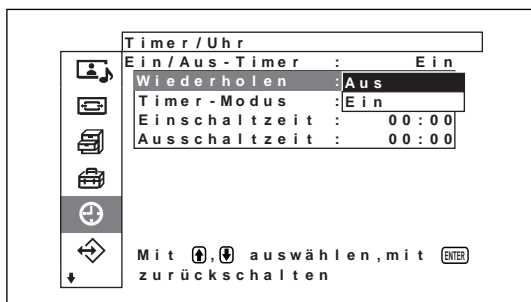 Timer/Uhr
Ein/Aus-Timer : Ein
Wiederholen : Aus
Timer-Modus : Ein
Einschaltzeit : 00:00
Ausschaltzeit : 00:00
Mit ↑,↓ auswählen,mit ENTER
zurückschalten